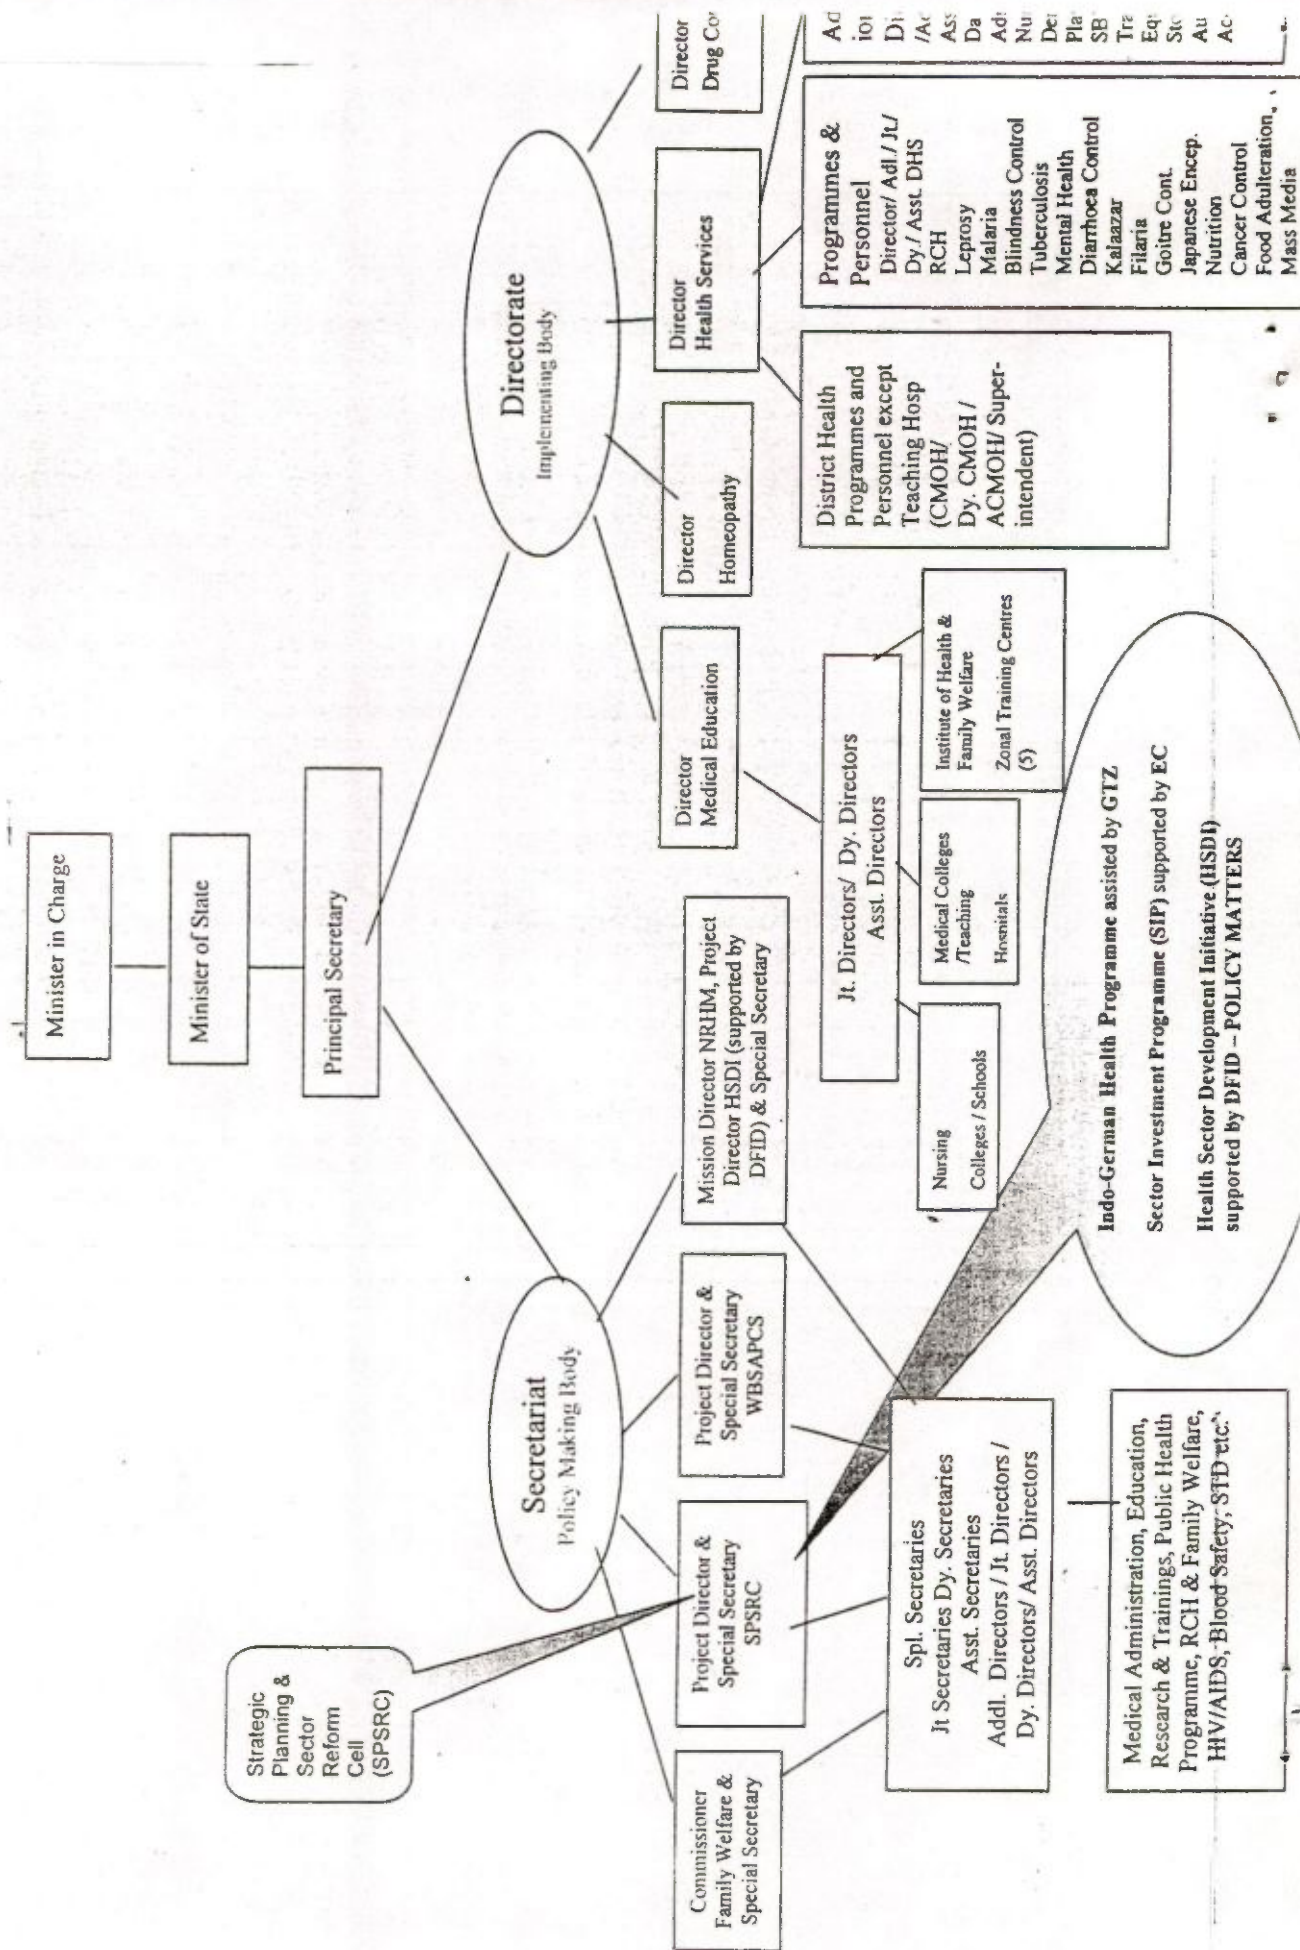 Minister in Charge
Minister of State
Principal Secretary
Strategic
Planning &
Sector
Reform
Cell
(SPSRC)
Secretariat
Policy Making Body
Directorate
Implementing Body
Commissioner
Family Welfare &
Special Secretary
Project Director &
Special Secretary
SPSRC
Project Director &
Special Secretary
WBSAPCS
Mission Director NRHM, Project
Director HSDI (supported by
DFID) & Special Secretary
Director
Medical Education
Director
Homeopathy
Director
Health Services
Director
Drug
Spl. Secretaries
Jt Secretaries Dy. Secretaries
Asst. Secretaries
Addl. Directors / Jt. Directors /
Dy. Directors/ Asst. Directors
Medical Administration, Education,
Research & Trainings, Public Health
Programme, RCH & Family Welfare,
HIV/AIDS, Blood Safety, STD etc.
Jt. Directors/ Dy. Directors
Asst. Directors
Nursing
Colleges / Schools
Medical Colleges
/Teaching
Hospitals
Institute of Health &
Family Welfare
Zonal Training Centres
(5)
District Health
Programmes and
Personnel except
Teaching Hosp
(CMOH/
Dy. CMOH /
ACMOH/ Super-
intendent)
Programmes &
Personnel
Director/ Adl./ Jt./
Dy./ Asst. DHS
RCH
Leprosy
Malaria
Blindness Control
Tuberculosis
Mental Health
Diarrhoea Control
Kalaazar
Filaria
Goitre Cont.
Japanese Encep.
Nutrition
Cancer Control
Food Adulteration
Mass Media
Indo-German Health Programme assisted by GTZ
Sector Investment Programme (SIP) supported by EC
Health Sector Development Initiative (HSDI)
supported by DFID – POLICY MATTERS